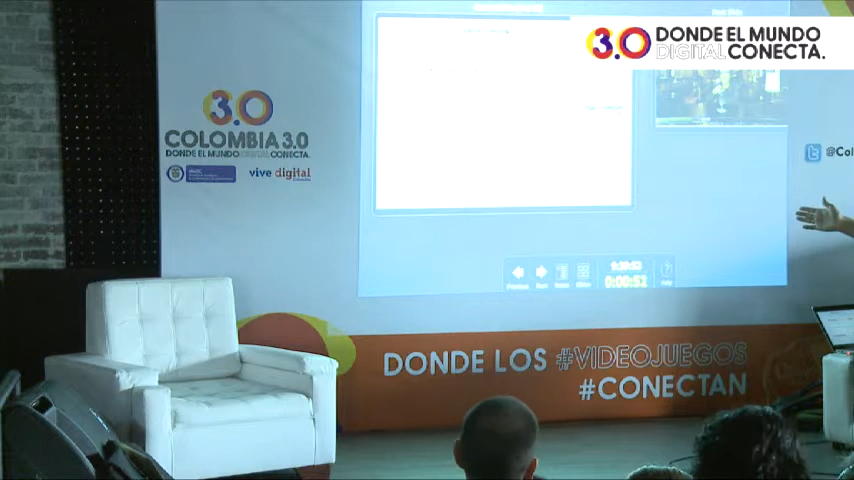 3.0 DONDE EL MUNDO
DIGITAL CONECTA.
3.0
COLOMBIA 3.0
DONDE EL MUNDO DIGITAL CONECTA.
vive digital
@Col
0:00:52
DONDE LOS #VIDEOJUEGOS
#CONECTAN